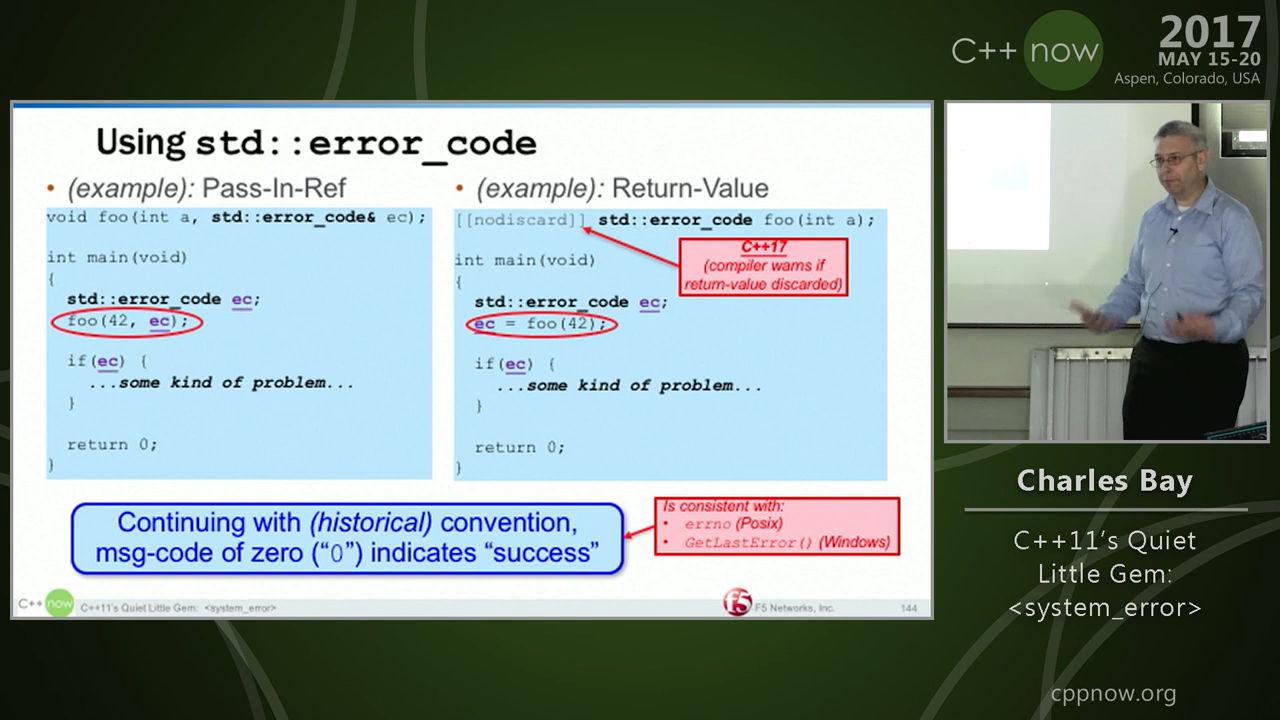 C++ now
2017
MAY 15-20
Aspen, Colorado, USA
Using std::error_code
• (example): Pass-In-Ref
void foo(int a, std::error_code& ec);
int main(void)
{
std::error_code ec;
foo(42, ec);
if(ec) {
...some kind of problem...
}
return 0;
}
• (example): Return-Value
[[nodiscard]] std::error_code foo(int a);
C++17
(compiler warns if
return-value discarded)
int main(void)
{
std::error_code ec;
ec = foo(42);
if(ec) {
...some kind of problem...
}
return 0;
}
Continuing with (historical) convention,
msg-code of zero ("0") indicates "success"
Is consistent with:
• errno (Posix)
• GetLastError() (Windows)
C++ now
C++11's Quiet Little Gem: <system_error>
F5 F5 Networks, Inc.
144
Charles Bay
C++11's Quiet
Little Gem:
<system_error>
cppnow.org